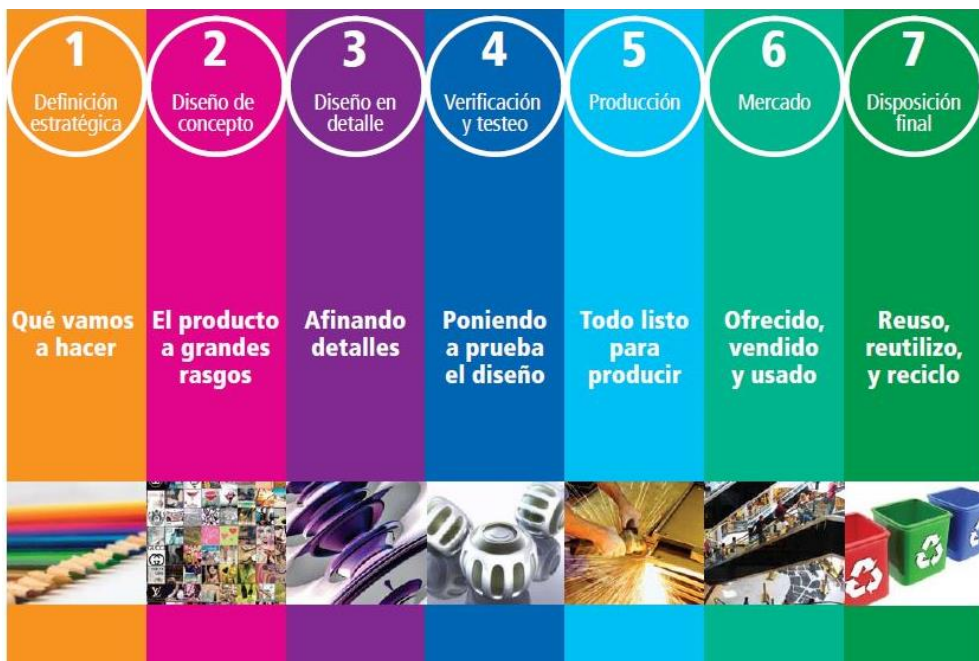 1
Definición
estratégica
2
Diseño de
concepto
3
Diseño en
detalle
4
Verificación
y testeo
5
Producción
6
Mercado
7
Disposición
final
Qué vamos
a hacer
El producto
a grandes
rasgos
Afinando
detalles
Poniendo
a prueba
el diseño
Todo listo
para
producir
Ofrecido,
vendido
y usado
Reuso,
reutilizo,
y reciclo